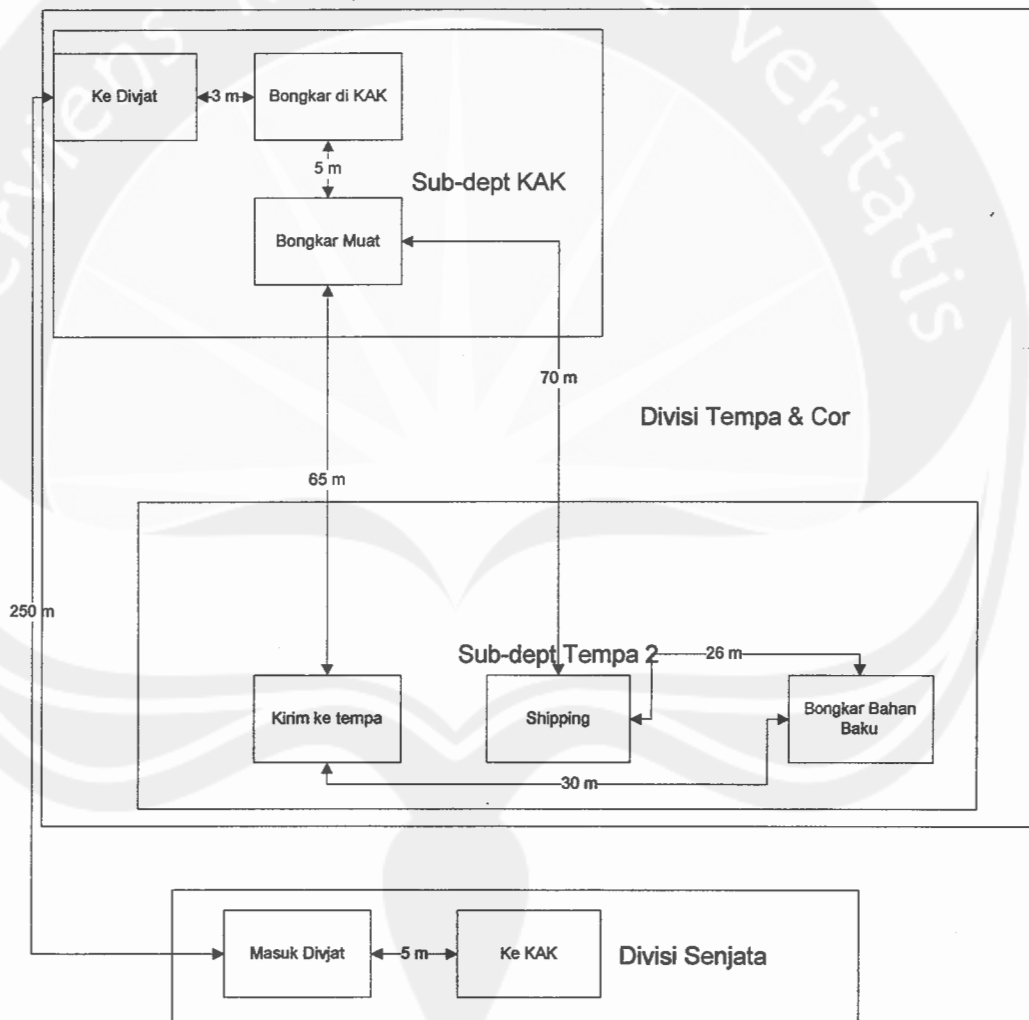 Ke Divjat
3 m
Bongkar di KAK
5 m
Sub-dept KAK
Bongkar Muat
70 m
Divisi Tempa & Cor
65 m
250 m
Sub-dept Tempa 2
26 m
Kirim ke tempa
Shipping
Bongkar Bahan
Baku
30 m
Masuk Divjat
5 m
Ke KAK
Divisi Senjata
veritatis